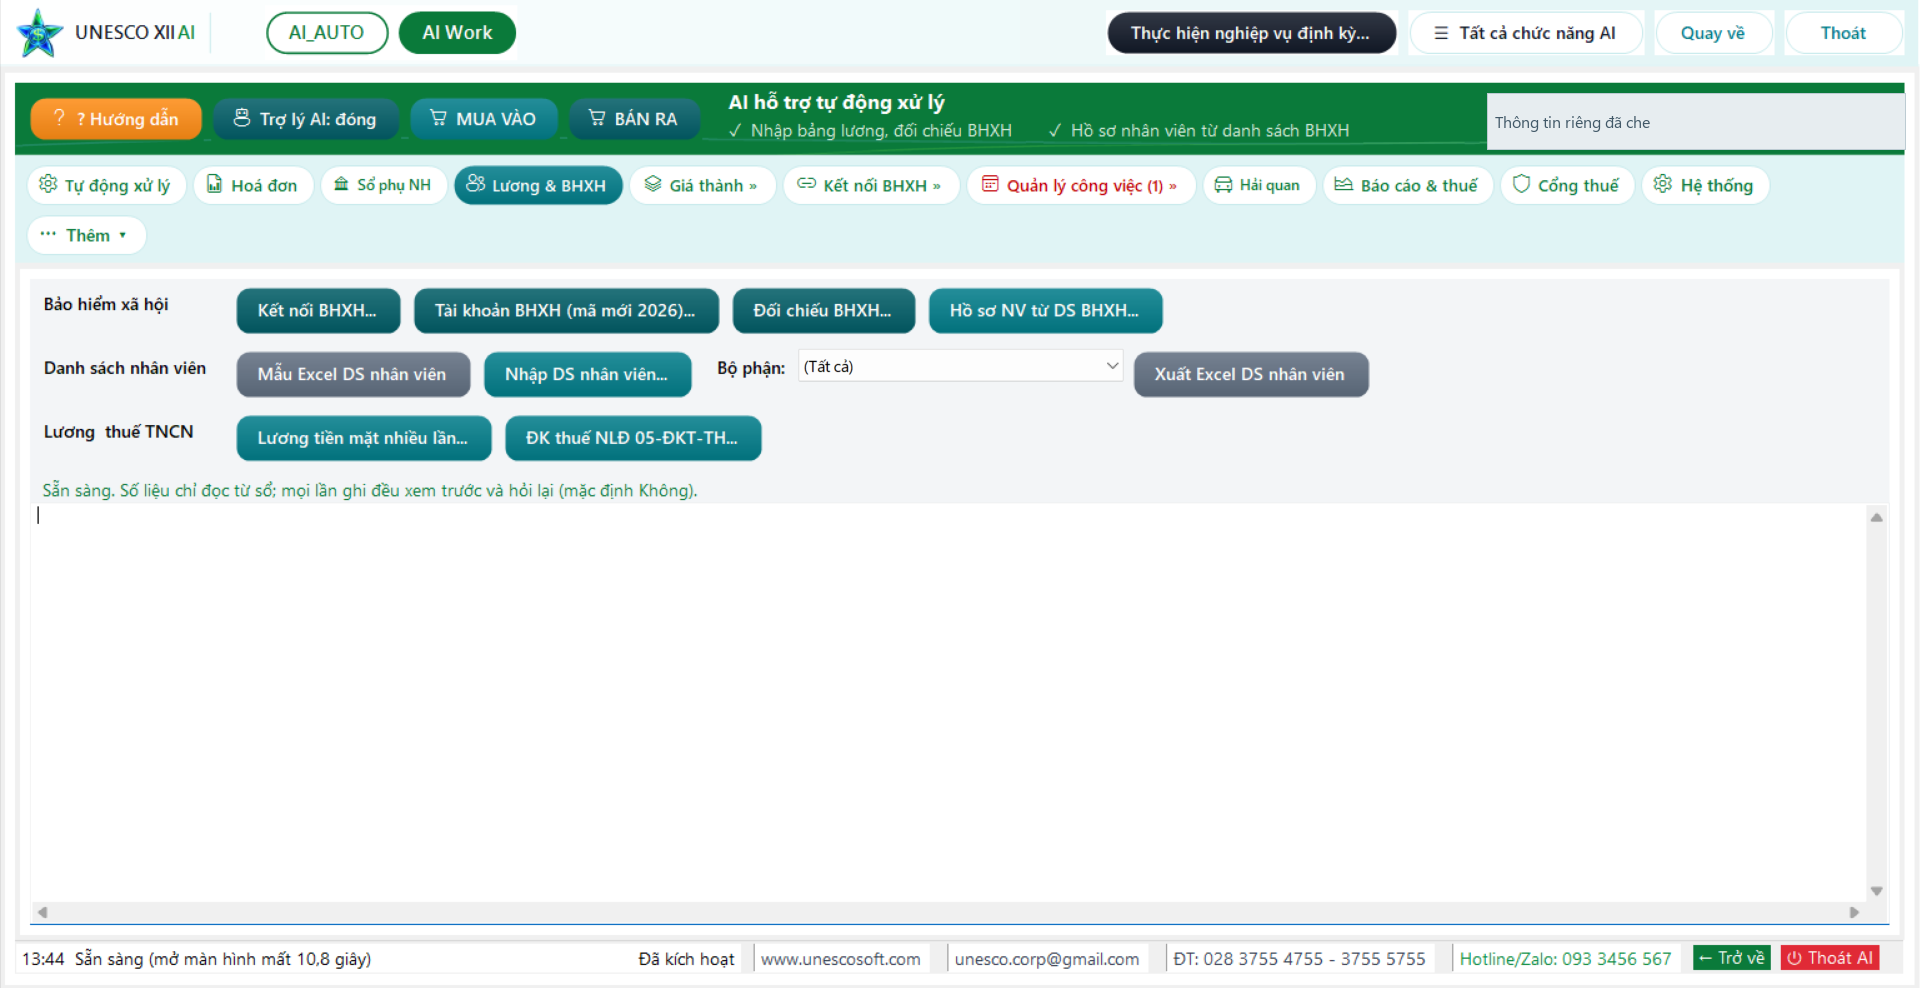 UNESCO XII AI
AI_AUTO
AI Work
Thực hiện nghiệp vụ định kỳ...
☰ Tất cả chức năng AI
Quay về
Thoát
? ? Hướng dẫn
Trợ lý AI: đóng
MUA VÀO
BÁN RA
AI hỗ trợ tự động xử lý
✓ Nhập bảng lương, đối chiếu BHXH
✓ Hồ sơ nhân viên từ danh sách BHXH
Thông tin riêng đã che
Tự động xử lý
Hoá đơn
Sổ phụ NH
Lương & BHXH
Giá thành »
Kết nối BHXH »
Quản lý công việc (1) »
Hải quan
Báo cáo & thuế
Cổng thuế
Hệ thống
··· Thêm ▾
Bảo hiểm xã hội
Kết nối BHXH...
Tài khoản BHXH (mã mới 2026)...
Đối chiếu BHXH...
Hồ sơ NV từ DS BHXH...
Danh sách nhân viên
Mẫu Excel DS nhân viên
Nhập DS nhân viên...
Bộ phận:
(Tất cả)
Xuất Excel DS nhân viên
Lương  thuế TNCN
Lương tiền mặt nhiều lần...
ĐK thuế NLĐ 05-ĐKT-TH...
Sẵn sàng. Số liệu chỉ đọc từ sổ; mọi lần ghi đều xem trước và hỏi lại (mặc định Không).
13:44 Sẵn sàng (mở màn hình mất 10,8 giây)
Đã kích hoạt
www.unescosoft.com
unesco.corp@gmail.com
ĐT: 028 3755 4755 - 3755 5755
Hotline/Zalo: 093 3456 567
← Trở về
Thoát AI